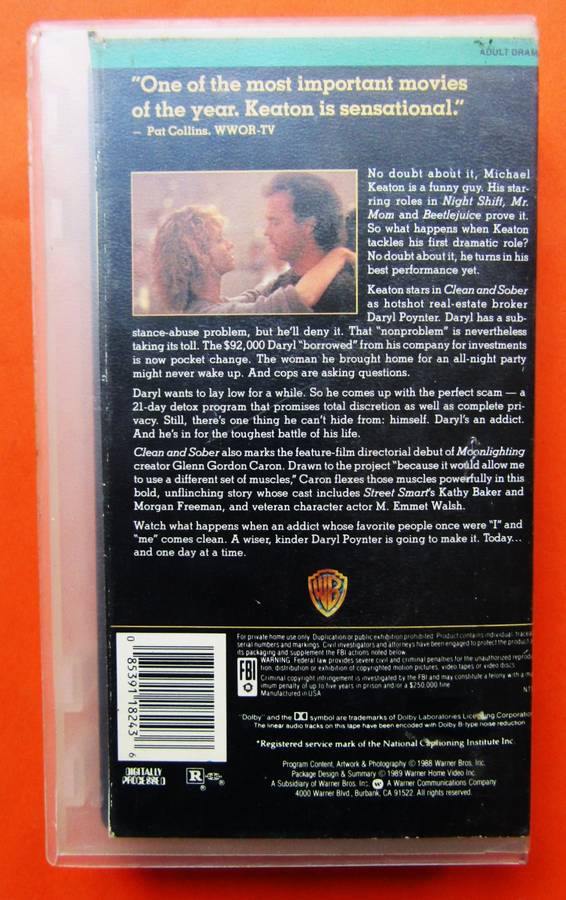 ADULT DRAM
"One of the most important movies
of the year. Keaton is sensational."
— Pat Collins, WWOR-TV
No doubt about it, Michael
Keaton is a funny guy. His star-
ring roles in Night Shift, Mr.
Mom and Beetlejuice prove it.
So what happens when Keaton
tackles his first dramatic role?
No doubt about it, he turns in his
best performance yet.
Keaton stars in Clean and Sober
as hotshot real-estate broker
Daryl Poynter. Daryl has a sub-
stance-abuse problem, but he'll deny it. That "nonproblem" is nevertheless
taking its toll. The $92,000 Daryl "borrowed" from his company for investments
is now pocket change. The woman he brought home for an all-night party
might never wake up. And cops are asking questions.
Daryl wants to lay low for a while. So he comes up with the perfect scam — a
21-day detox program that promises total discretion as well as complete pri-
vacy. Still, there's one thing he can't hide from: himself. Daryl's an addict.
And he's in for the toughest battle of his life.
Clean and Sober also marks the feature-film directorial debut of Moonlighting
creator Glenn Gordon Caron. Drawn to the project "because it would allow me
to use a different set of muscles," Caron flexes those muscles powerfully in this
bold, unflinching story whose cast includes Street Smart's Kathy Baker and
Morgan Freeman, and veteran character actor M. Emmet Walsh.
Watch what happens when an addict whose favorite people once were "I" and
"me" comes clean. A wiser, kinder Daryl Poynter is going to make it. Today...
and one day at a time.
WB
For private home use only. Duplication or public exhibition prohibited. Product contains individual tracea
serial numbers and markings. Civil investigators and attorneys have been engaged to protect the product
its packaging and supplement the FBI actions noted below.
FBI
WARNING: Federal law provides severe civil and criminal penalties for the unauthorized reprod
tion, distribution or exhibition of copyrighted motion pictures, video tapes or video discs.
Criminal copyright infringement is investigated by the FBI and may constitute a felony with a m
imum penalty of up to five years in prison and/or a $250,000 fine.
Manufactured in USA
"Dolby" and the DD symbol are trademarks of Dolby Laboratories Licensing Corporation
The linear audio tracks on this tape have been encoded with Dolby B-type noise reduction
*Registered service mark of the National Captioning Institute Inc.
0 85391 18243 6
DIGITALLY
PROCESSED
R
®
®
Program Content, Artwork & Photography © 1988 Warner Bros. Inc.
Package Design & Summary © 1989 Warner Home Video Inc.
A Subsidiary of Warner Bros. Inc. W A Warner Communications Company
4000 Warner Blvd., Burbank, CA 91522. All rights reserved.